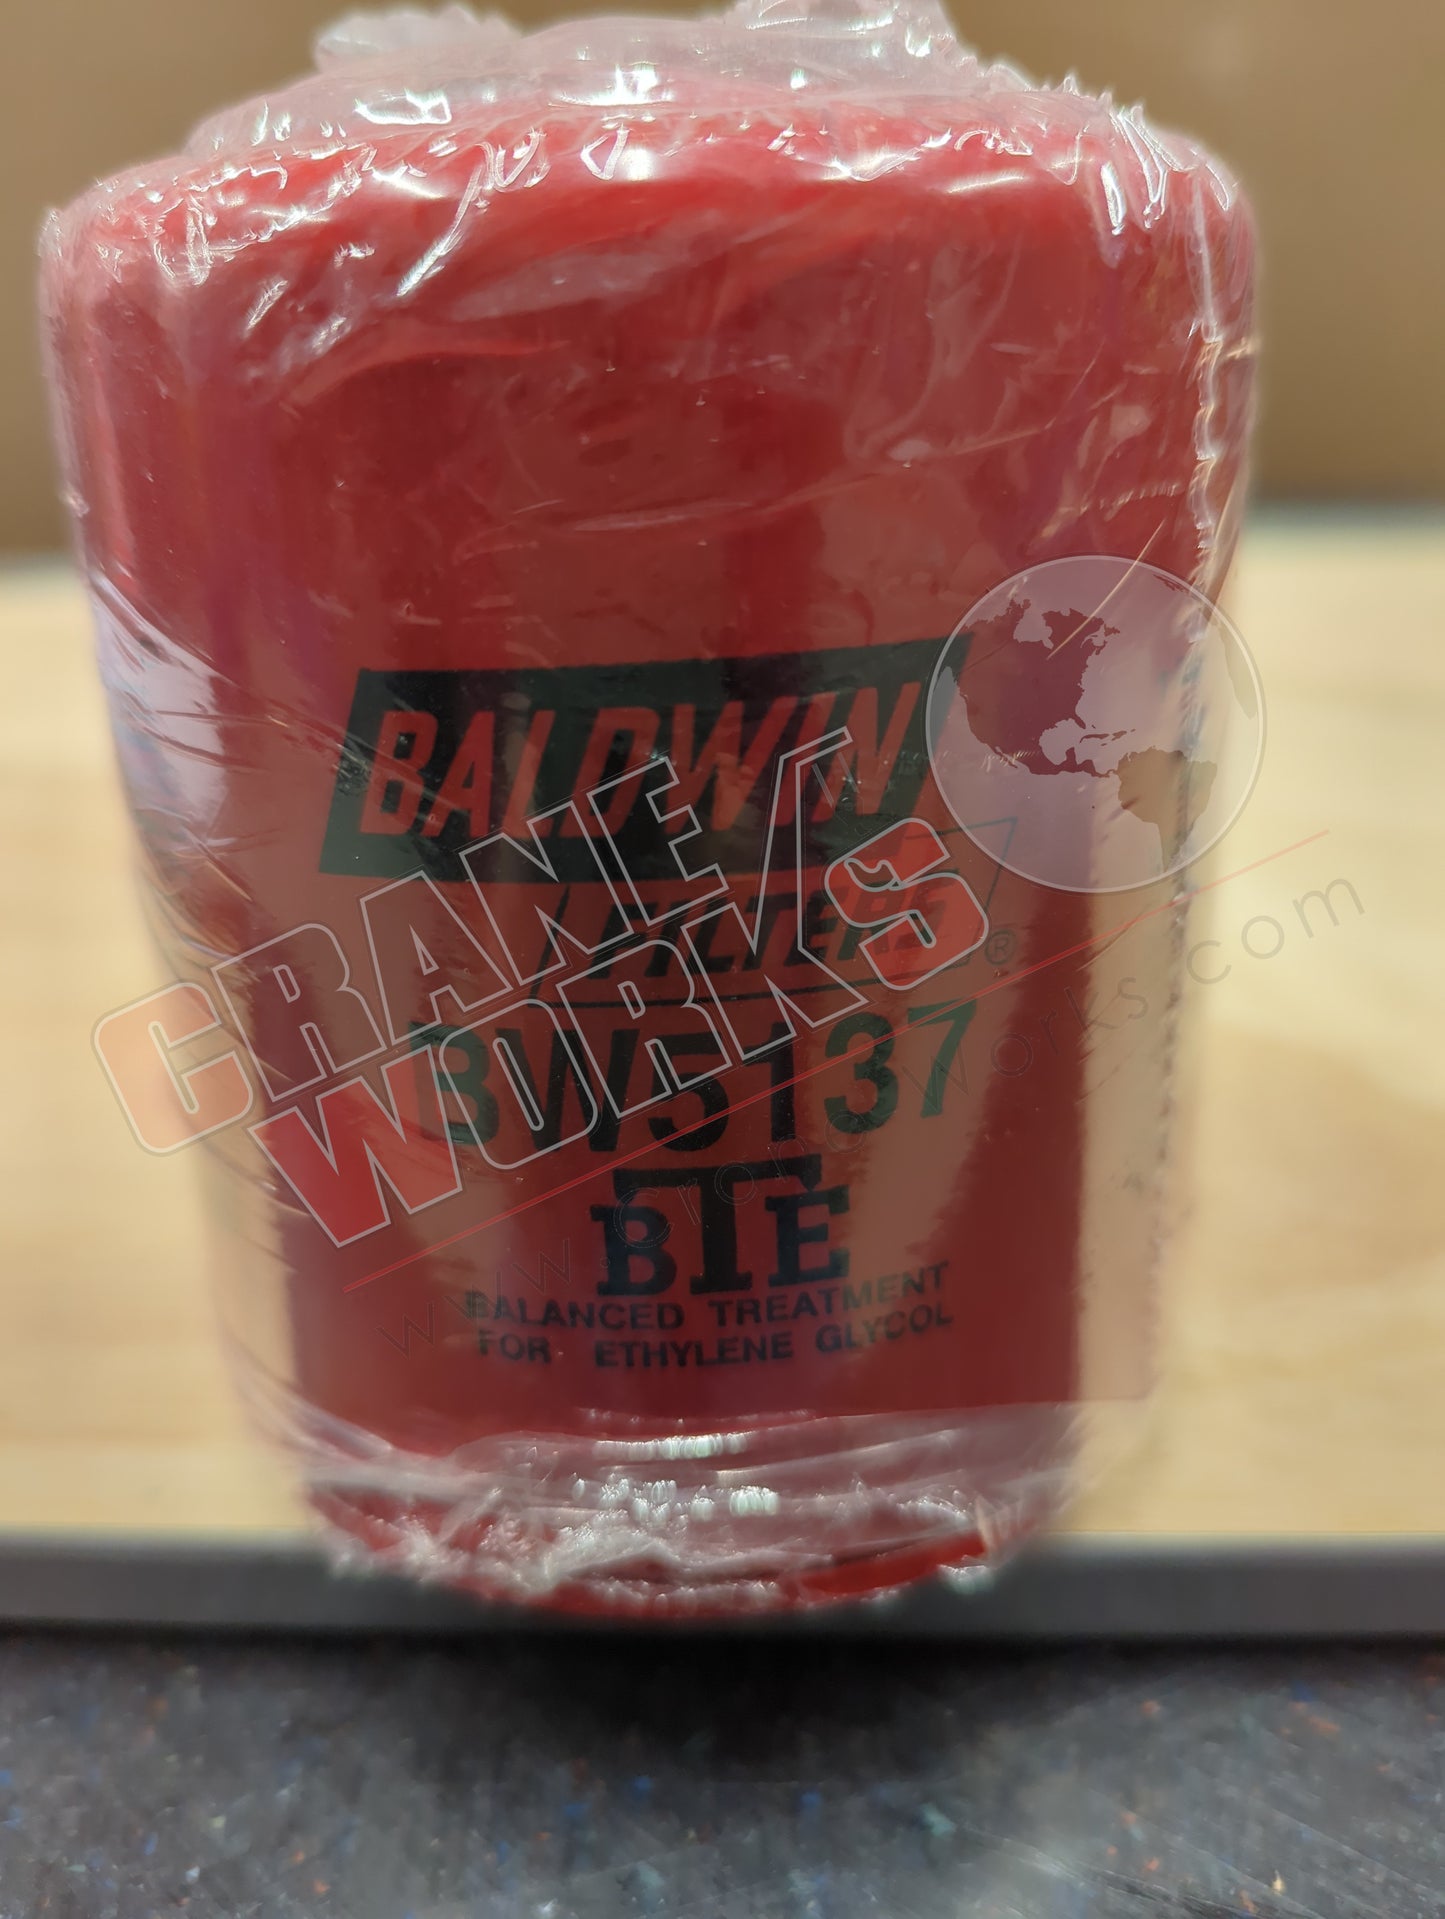 BALDWIN
FILTERS ®
BW5137
BTE
BALANCED TREATMENT
FOR ETHYLENE GLYCOL
CRANE
WORKS
www.CraneWorks.com